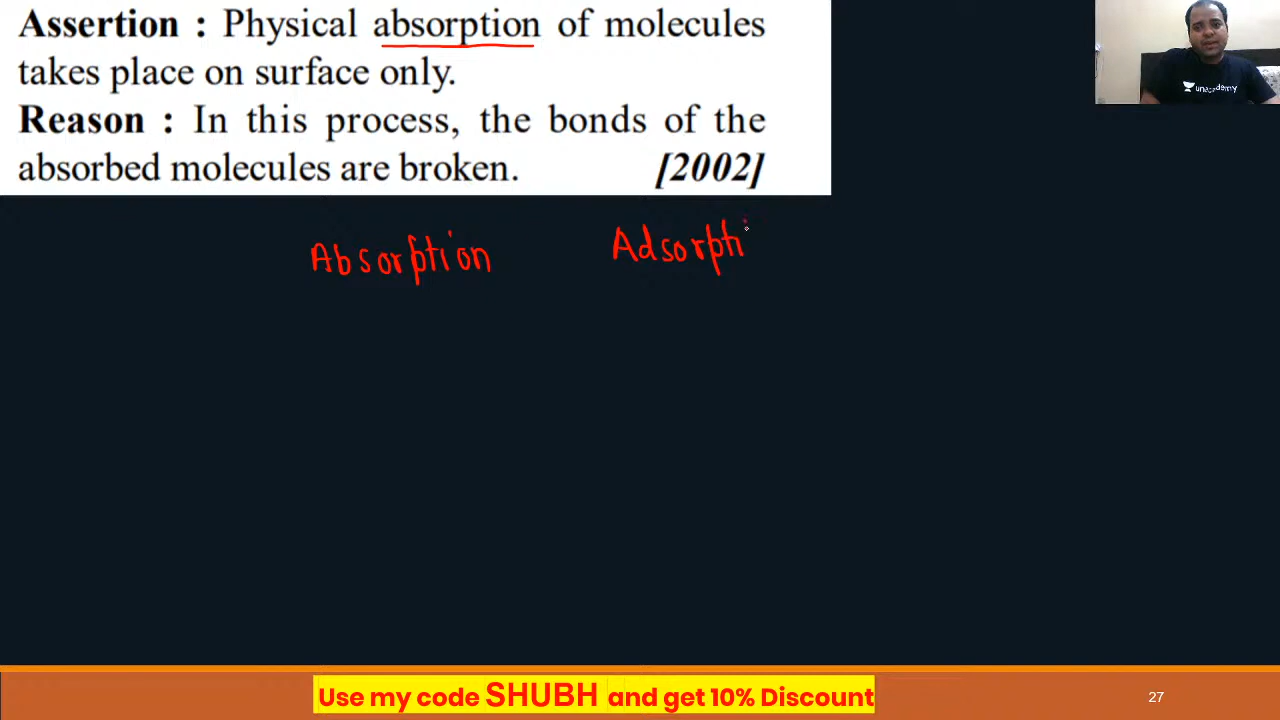 Assertion : Physical absorption of molecules
takes place on surface only.
Reason : In this process, the bonds of the
absorbed molecules are broken. [2002]
unacademy
Absorption Adsorpti
Use my code SHUBH and get 10% Discount
27